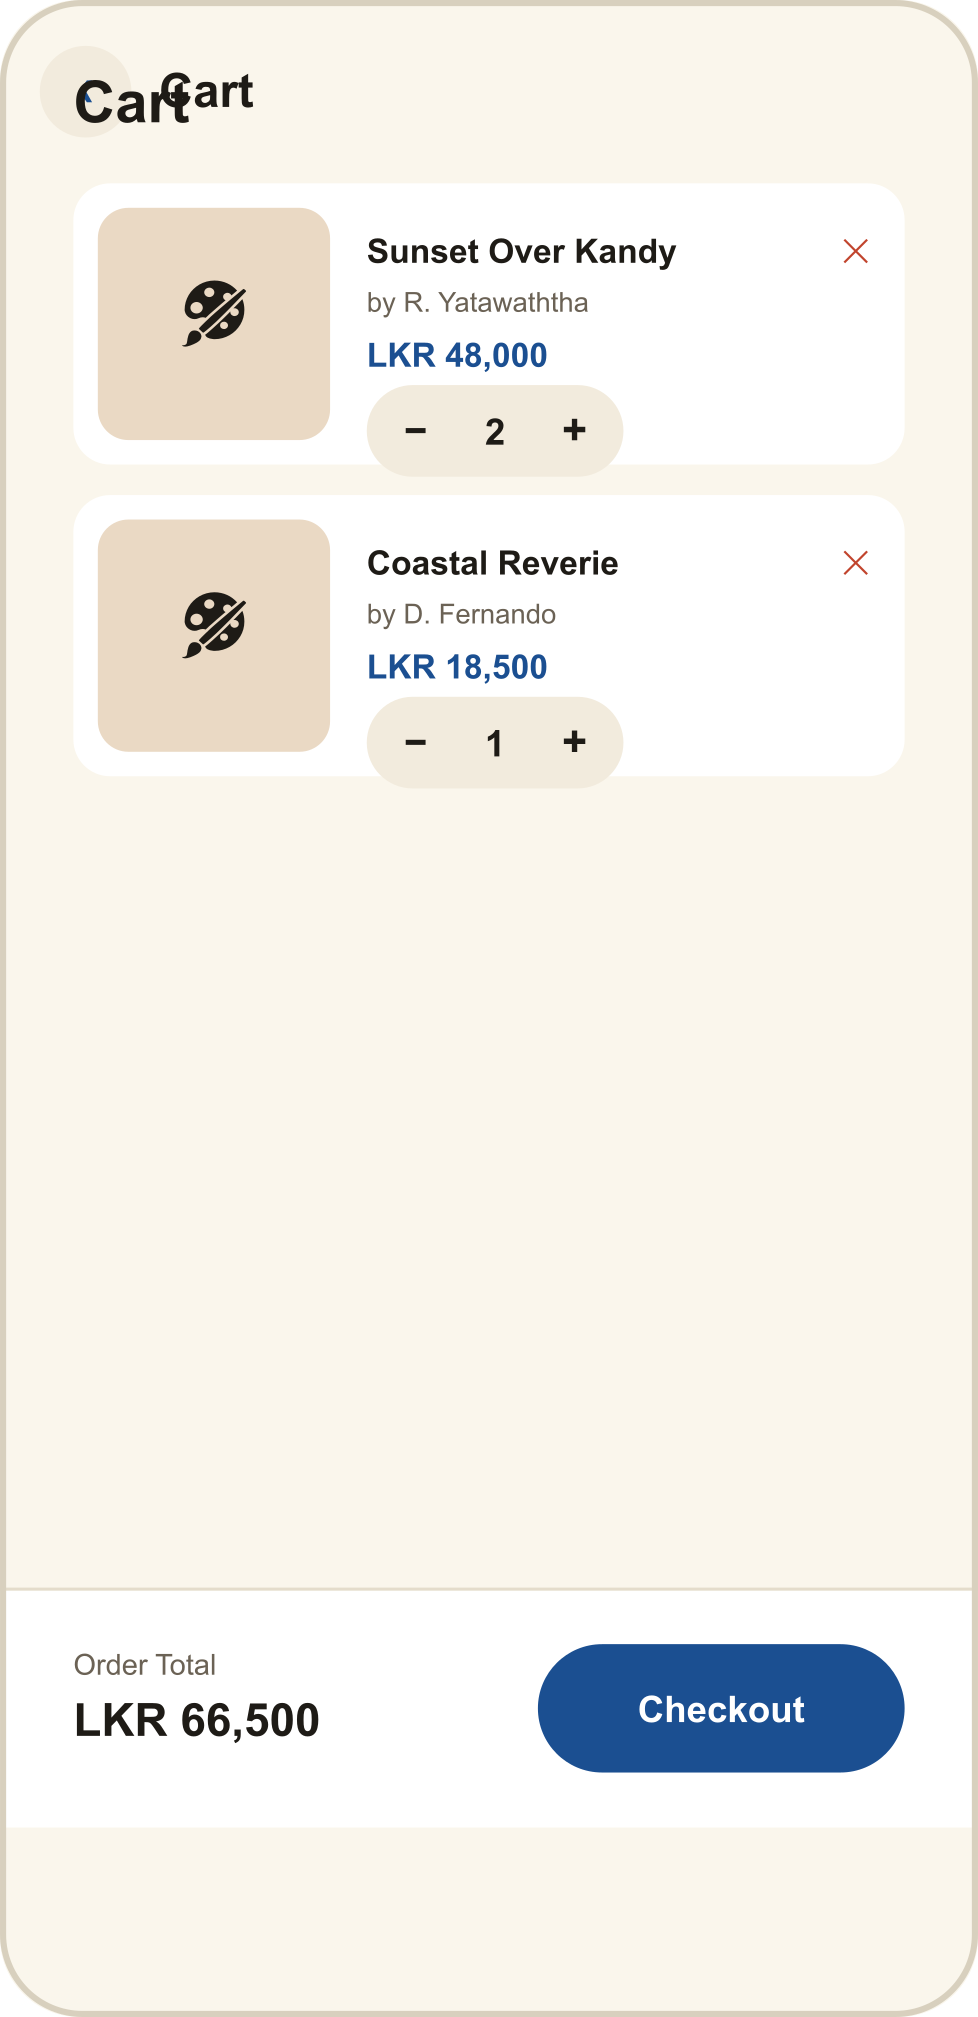 Cart
Cart
Sunset Over Kandy
by R. Yatawaththa
LKR 48,000
− 2 +
Coastal Reverie
by D. Fernando
LKR 18,500
− 1 +
Order Total
LKR 66,500
Checkout